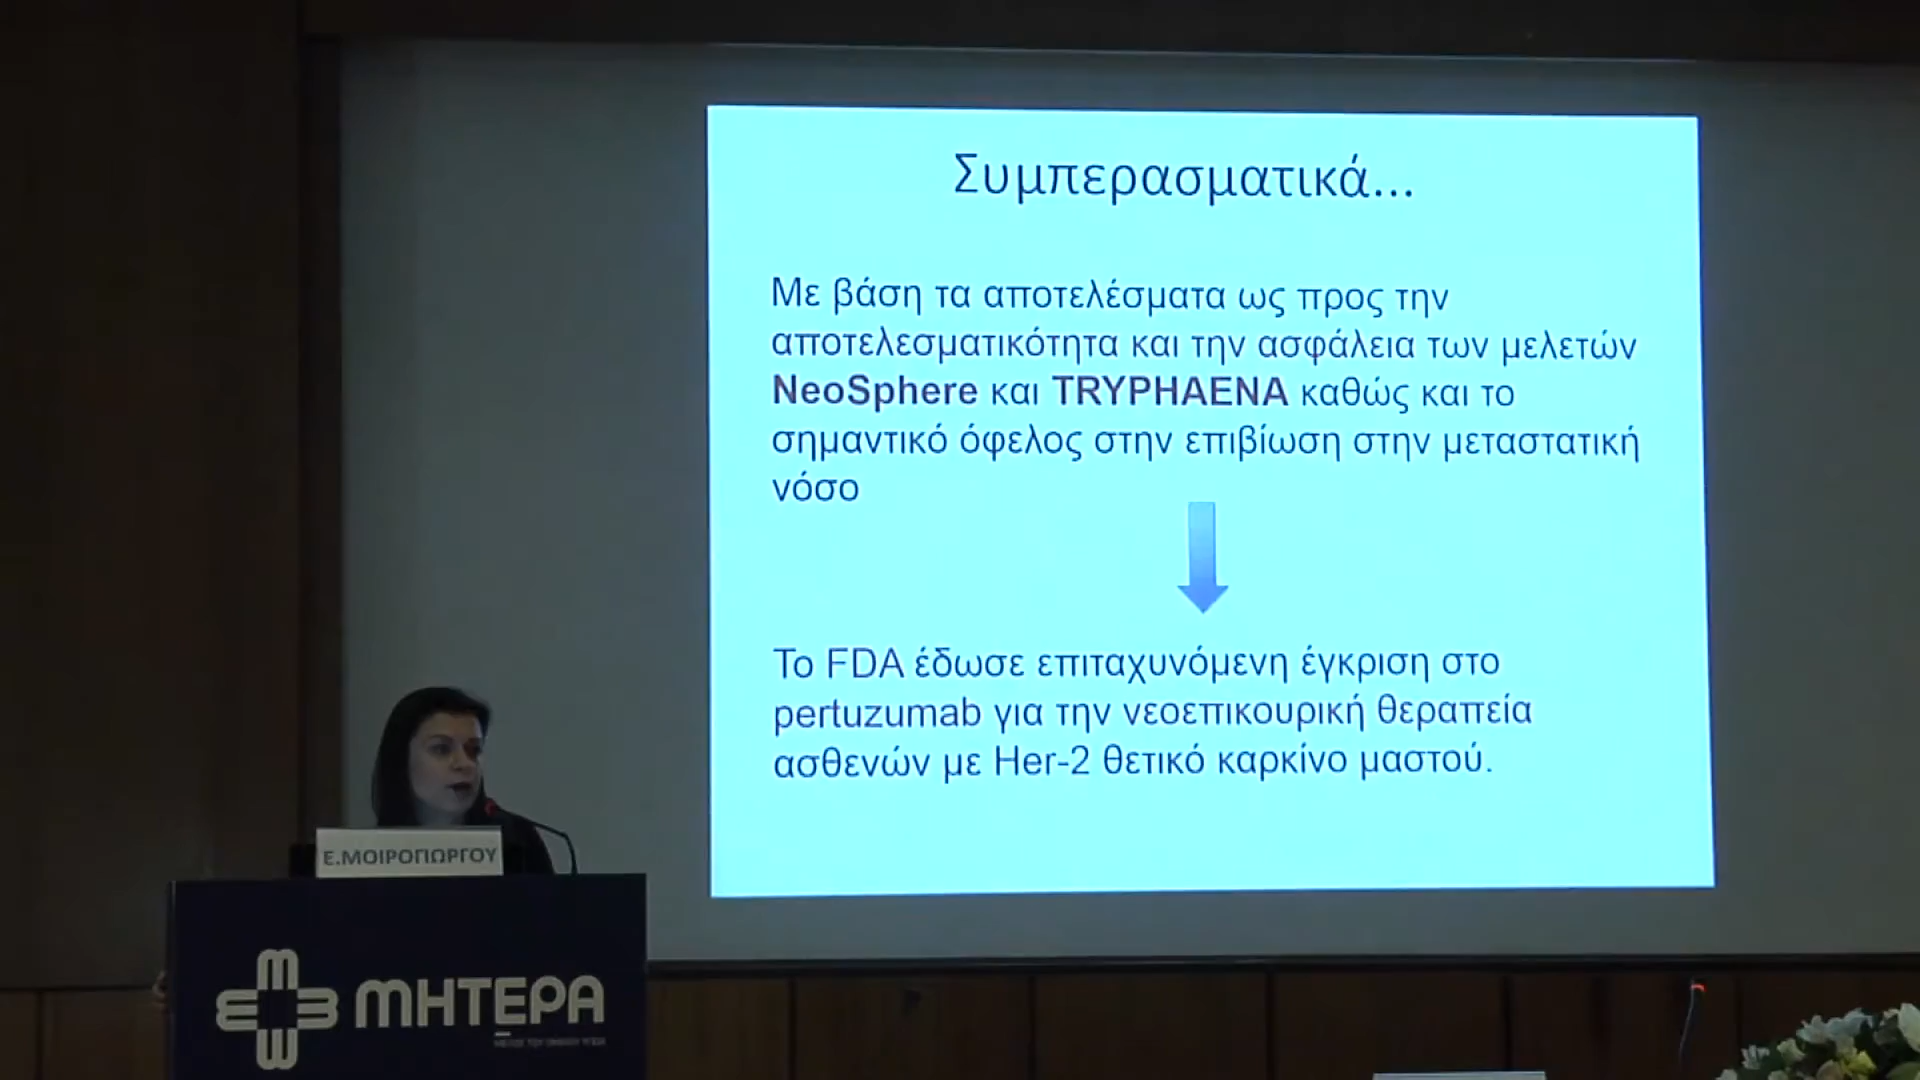 Συμπερασματικά...
Με βάση τα αποτελέσματα ως προς την
αποτελεσματικότητα και την ασφάλεια των μελετών
NeoSphere και TRYPHAENA καθώς και το
σημαντικό όφελος στην επιβίωση στην μεταστατική
νόσο
Το FDA έδωσε επιταχυνόμενη έγκριση στο
pertuzumab για την νεοεπικουρική θεραπεία
ασθενών με Her-2 θετικό καρκίνο μαστού.
Ε.ΜΟΙΡΟΓΙΩΡΓΟΥ
ΜΗΤΕΡΑ